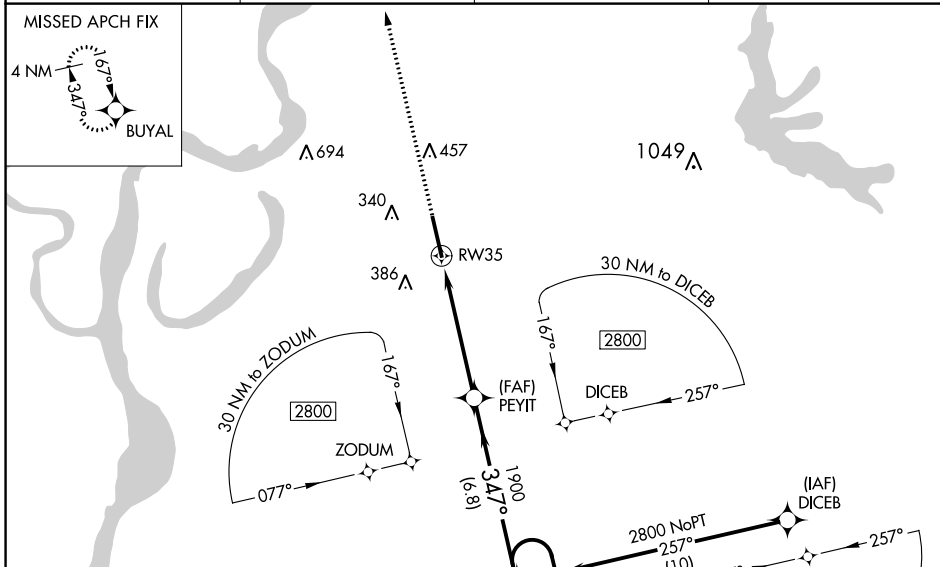 MISSED APCH FIX
4 NM
167°
347°
BUYAL
694
457
1049
340
RW35
386
30 NM to DICEB
167°
2800
DICEB
257°
30 NM to ZODUM
167°
2800
ZODUM
077°
(FAF)
PEYIT
1900
347°
(6.8)
(IAF)
DICEB
2800 NoPT
257°
(10)
257°